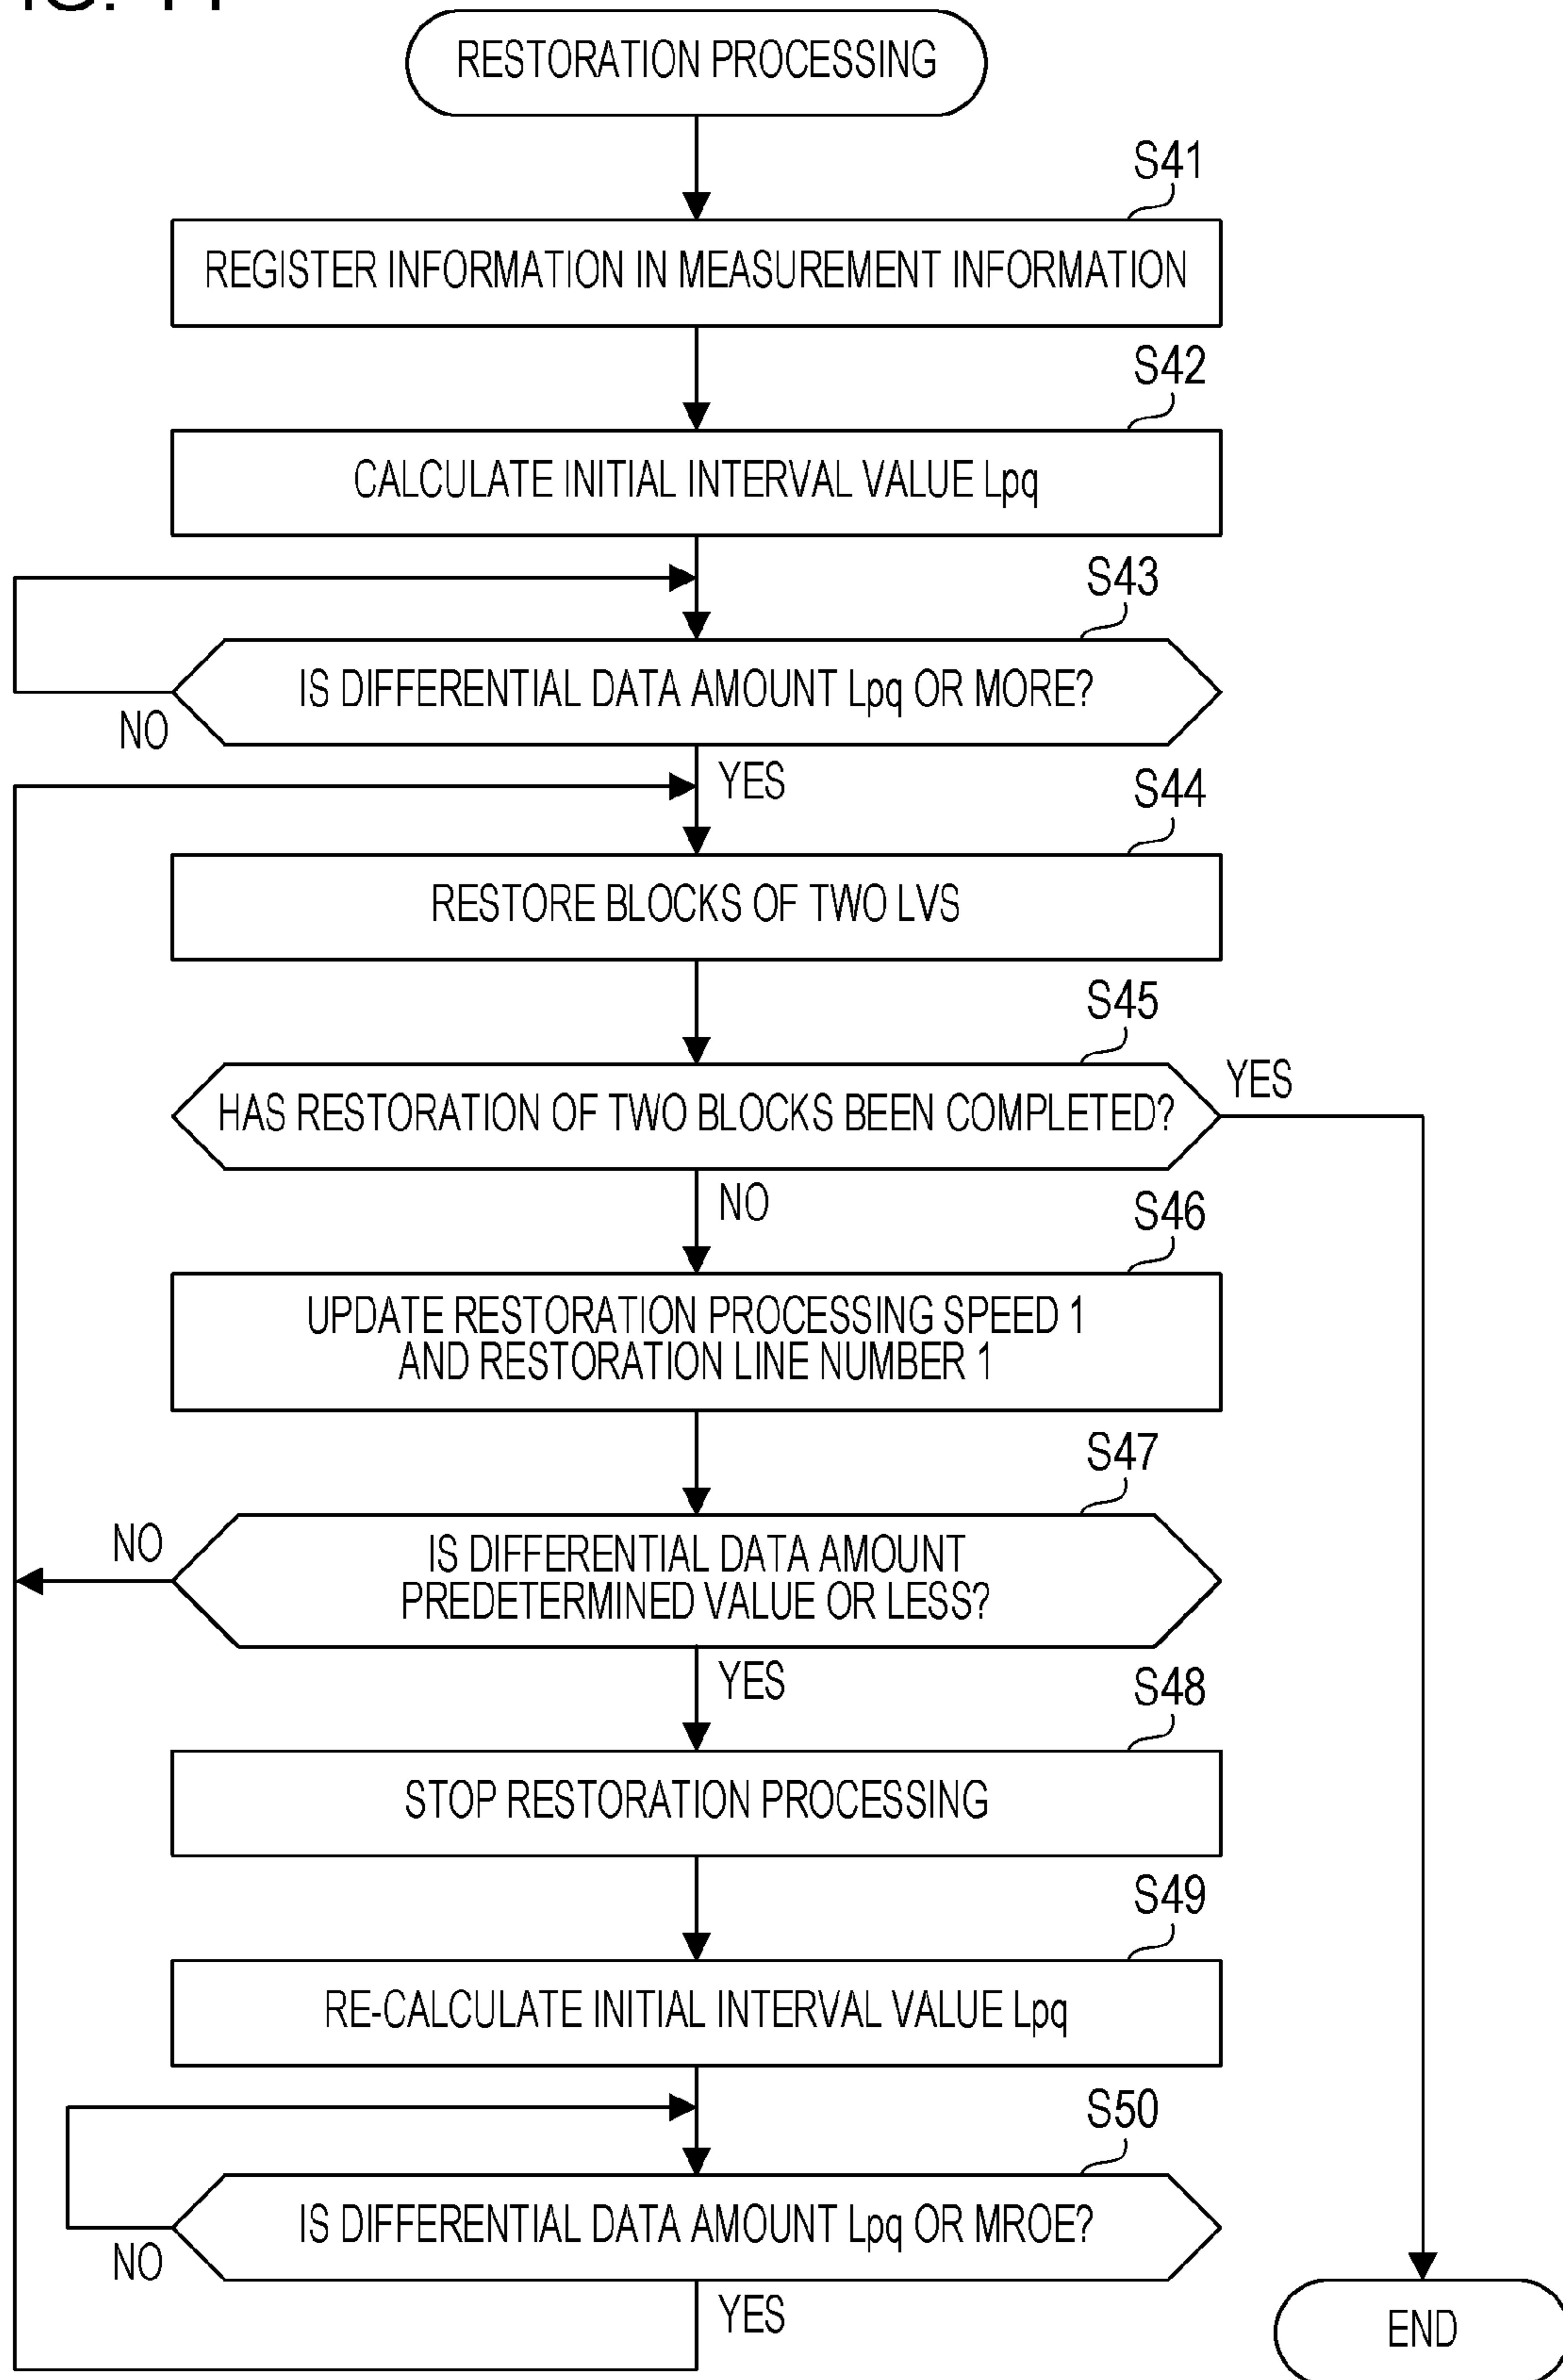 RESTORATION PROCESSING
S41
REGISTER INFORMATION IN MEASUREMENT INFORMATION
S42
CALCULATE INITIAL INTERVAL VALUE Lpq
S43
IS DIFFERENTIAL DATA AMOUNT Lpq OR MORE?
NO
YES
S44
RESTORE BLOCKS OF TWO LVS
S45
HAS RESTORATION OF TWO BLOCKS BEEN COMPLETED?
YES
NO
S46
UPDATE RESTORATION PROCESSING SPEED 1
AND RESTORATION LINE NUMBER 1
S47
NO
IS DIFFERENTIAL DATA AMOUNT
PREDETERMINED VALUE OR LESS?
YES
S48
STOP RESTORATION PROCESSING
S49
RE-CALCULATE INITIAL INTERVAL VALUE Lpq
S50
IS DIFFERENTIAL DATA AMOUNT Lpq OR MROE?
NO
YES
END